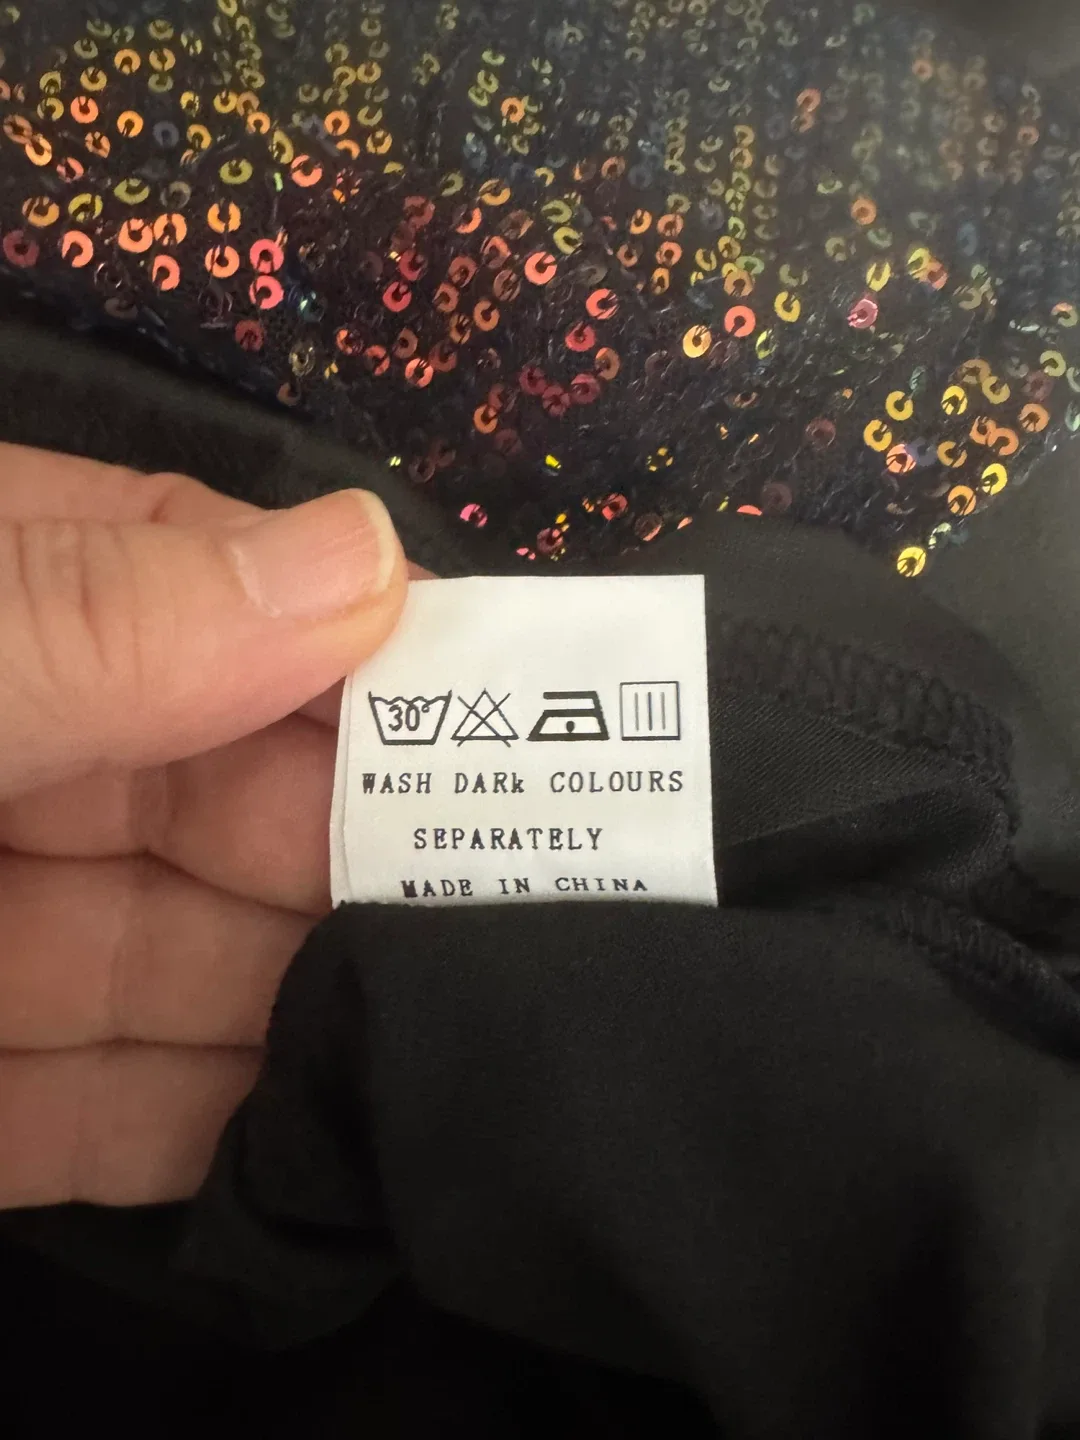 30°
WASH DARk COLOURS
SEPARATELY
MADE IN CHINA